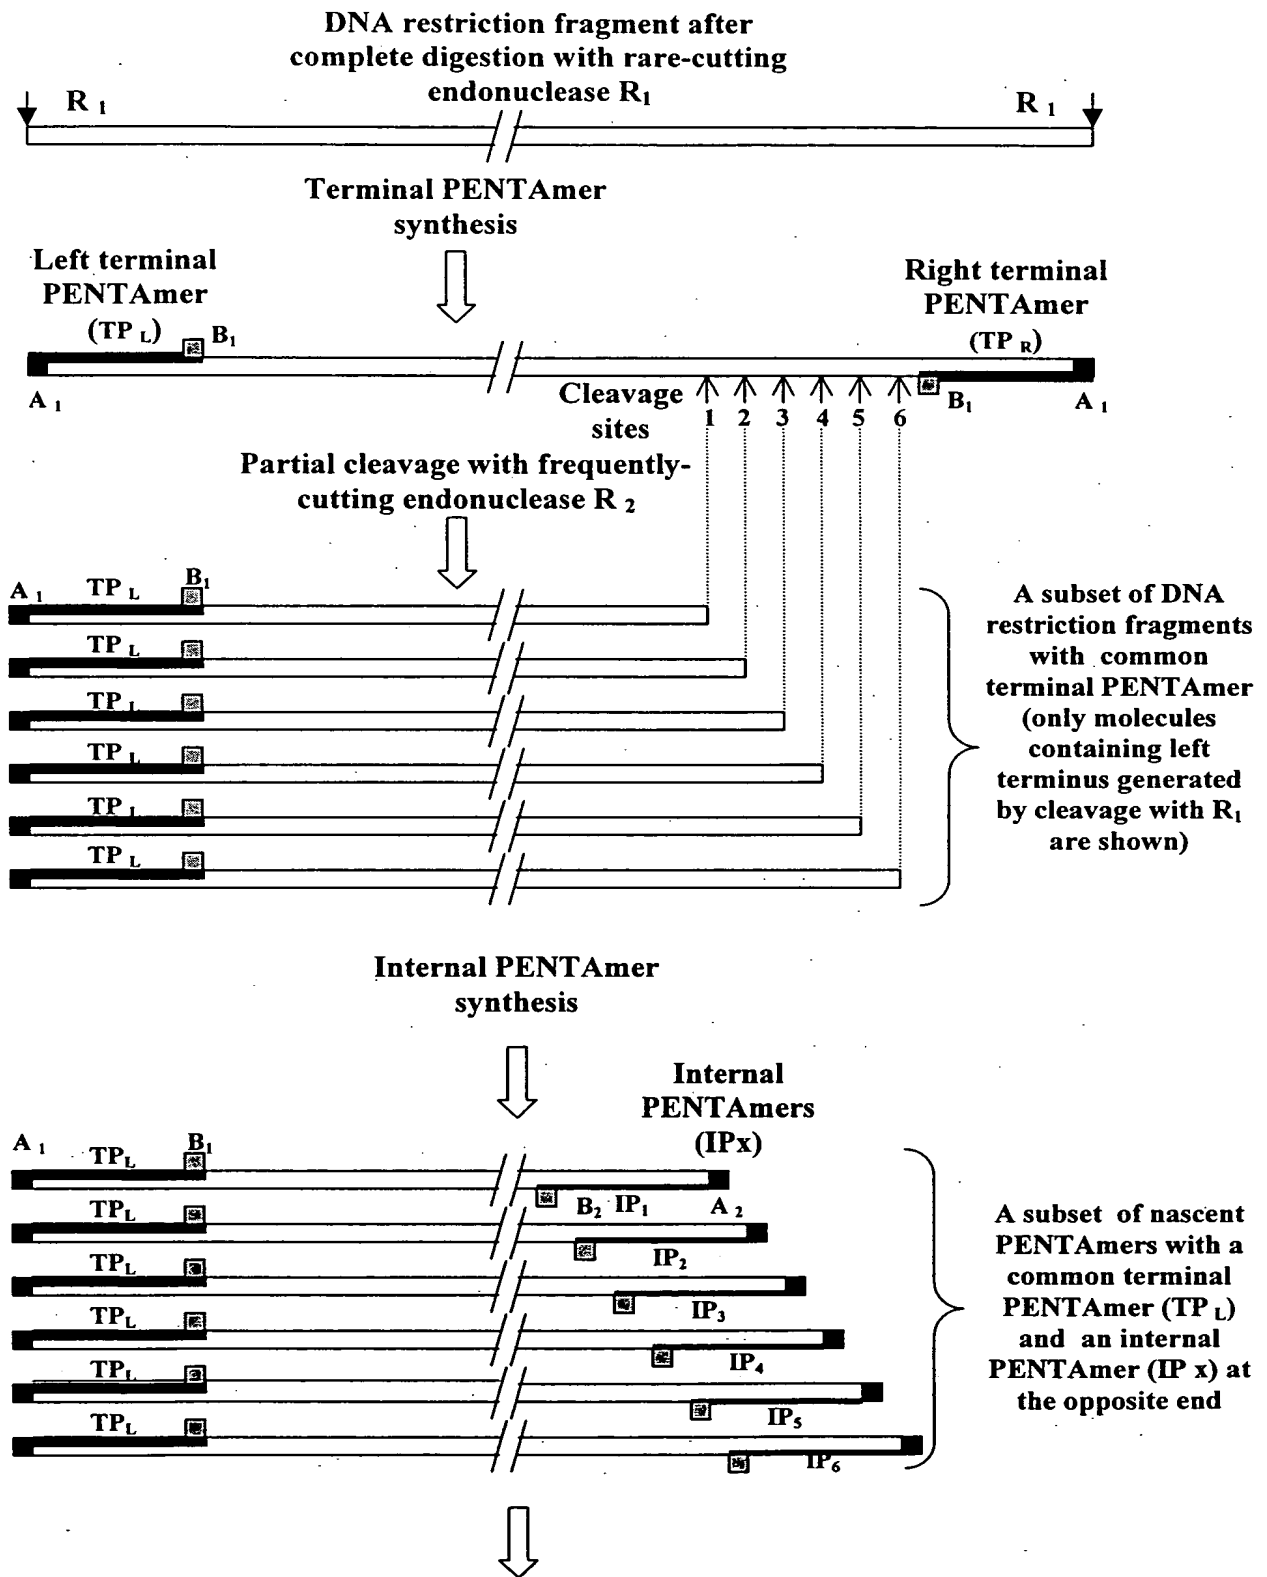 DNA restriction fragment after
complete digestion with rare-cutting
endonuclease R1
R 1
R 1
Terminal PENTAmer
synthesis
Left terminal
PENTAmer
(TP L)
B1
Right terminal
PENTAmer
(TP R)
A 1
Cleavage
sites
1 2 3 4 5 6
B1
A 1
Partial cleavage with frequently-
cutting endonuclease R 2
A 1
TP L
B1
TP L
TP L
TP L
TP L
TP L
A subset of DNA
restriction fragments
with common
terminal PENTAmer
(only molecules
containing left
terminus generated
by cleavage with R1
are shown)
Internal PENTAmer
synthesis
Internal
PENTAmers
(IPx)
A 1
TPL
B1
B2 IP1 A 2
TPL
IP2
TPL
IP3
TPL
IP4
TPL
IP5
TPL
IP6
A subset of nascent
PENTAmers with a
common terminal
PENTAmer (TP L)
and an internal
PENTAmer (IP x) at
the opposite end